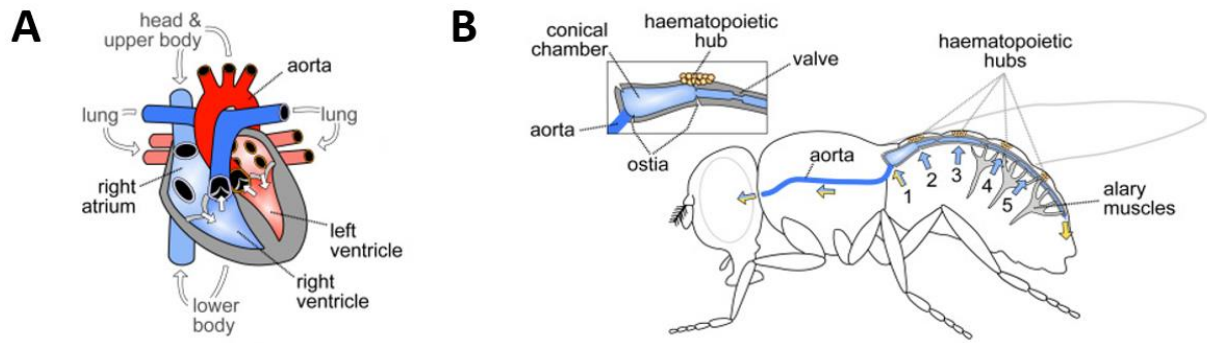 A
head &
upper body
aorta
lung
lung
right
atrium
left
ventricle
right
ventricle
lower
body
B
conical
chamber
haematopoietic
hub
valve
aorta
ostia
haematopoietic
hubs
aorta
1
2
3
4
5
alary
muscles